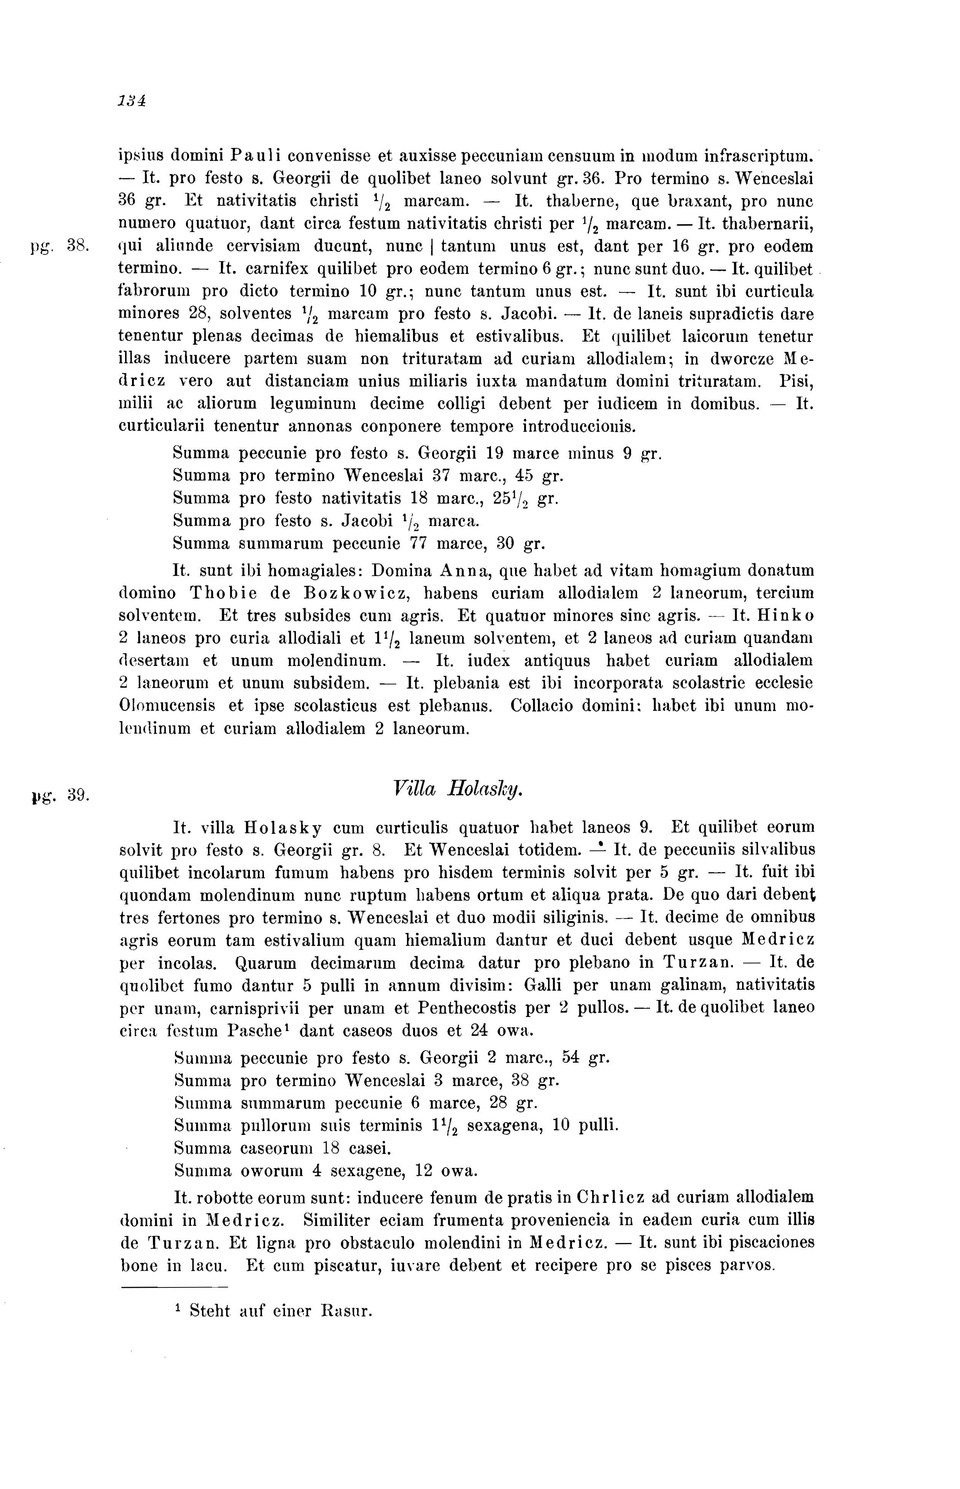 134
ipsius domini Pauli convenisse et auxisse peccuniam censuum in modum infrascriptum.
— It. pro festo s. Georgii de quolibet laneo solvunt gr. 36. Pro termino s. Wenceslai
36 gr. Et nativitatis christi 1/2 marcam. — It. thaberne, que braxant, pro nunc
numero quatuor, dant circa festum nativitatis christi per 1/2 marcam. — It. thabernarii,
pg. 38. qui aliunde cervisiam ducunt, nunc | tantum unus est, dant per 16 gr. pro eodem
termino. — It. carnifex quilibet pro eodem termino 6 gr.; nunc sunt duo. — It. quilibet
fabrorum pro dicto termino 10 gr.; nunc tantum unus est. — It. sunt ibi curticula
minores 28, solventes 1/2 marcam pro festo s. Jacobi. — It. de laneis supradictis dare
tenentur plenas decimas de hiemalibus et estivalibus. Et quilibet laicorum tenetur
illas inducere partem suam non trituratam ad curiam allodialem; in dworcze Me-
dricz vero aut distanciam unius miliaris iuxta mandatum domini trituratam. Pisi,
milii ac aliorum leguminum decime colligi debent per iudicem in domibus. — It.
curticularii tenentur annonas conponere tempore introduccionis.
Summa peccunie pro festo s. Georgii 19 marce minus 9 gr.
Summa pro termino Wenceslai 37 marc., 45 gr.
Summa pro festo nativitatis 18 marc., 25 1/2 gr.
Summa pro festo s. Jacobi 1/2 marca.
Summa summarum peccunie 77 marce, 30 gr.
It. sunt ibi homagiales: Domina Anna, que habet ad vitam homagium donatum
domino Thobie de Bozkowicz, habens curiam allodialem 2 laneorum, tercium
solventem. Et tres subsides cum agris. Et quatuor minores sine agris. — It. Hinko
2 laneos pro curia allodiali et 1 1/2 laneum solventem, et 2 laneos ad curiam quandam
desertam et unum molendinum. — It. iudex antiquus habet curiam allodialem
2 laneorum et unum subsidem. — It. plebania est ibi incorporata scolastrie ecclesie
Olomucensis et ipse scolasticus est plebanus. Collacio domini; habet ibi unum mo-
lendinum et curiam allodialem 2 laneorum.
pg. 39. Villa Holasky.
It. villa Holasky cum curticulis quatuor habet laneos 9. Et quilibet eorum
solvit pro festo s. Georgii gr. 8. Et Wenceslai totidem. — It. de peccuniis silvalibus
quilibet incolarum fumum habens pro hisdem terminis solvit per 5 gr. — It. fuit ibi
quondam molendinum nunc ruptum habens ortum et aliqua prata. De quo dari debent
tres fertones pro termino s. Wenceslai et duo modii siliginis. — It. decime de omnibus
agris eorum tam estivalium quam hiemalium dantur et duci debent usque Medricz
per incolas. Quarum decimarum decima datur pro plebano in Turzan. — It. de
quolibet fumo dantur 5 pulli in annum divisim: Galli per unam galinam, nativitatis
per unam, carnisprivii per unam et Penthecostis per 2 pullos. — It. de quolibet laneo
circa festum Pasche¹ dant caseos duos et 24 owa.
Summa peccunie pro festo s. Georgii 2 marc., 54 gr.
Summa pro termino Wenceslai 3 marce, 38 gr.
Summa summarum peccunie 6 marce, 28 gr.
Summa pullorum suis terminis 1 1/2 sexagena, 10 pulli.
Summa caseorum 18 casei.
Summa oworum 4 sexagene, 12 owa.
It. robotte eorum sunt: inducere fenum de pratis in Chrlicz ad curiam allodialem
domini in Medricz. Similiter eciam frumenta proveniencia in eadem curia cum illis
de Turzan. Et ligna pro obstaculo molendini in Medricz. — It. sunt ibi piscaciones
bone in lacu. Et cum piscatur, iuvare debent et recipere pro se pisces parvos.
¹ Steht auf einer Rasur.